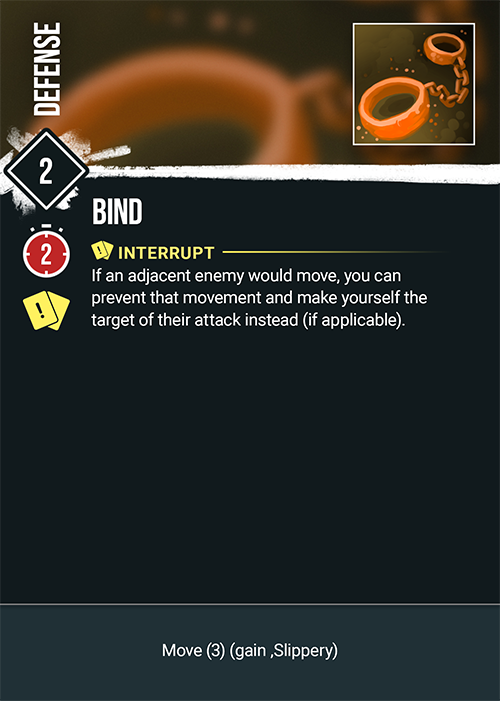 DEFENSE
2
BIND
2
! INTERRUPT
!
If an adjacent enemy would move, you can
prevent that movement and make yourself the
target of their attack instead (if applicable).
Move (3) (gain ,Slippery)